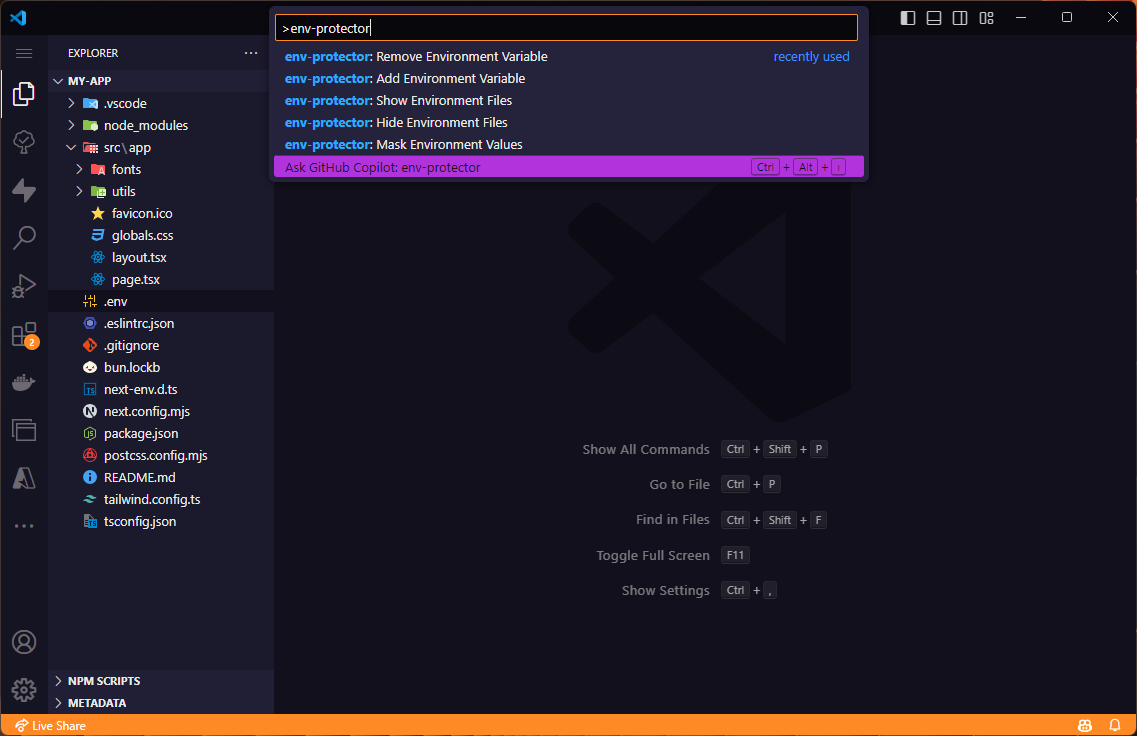 >env-protector
env-protector: Remove Environment Variable recently used
env-protector: Add Environment Variable
env-protector: Show Environment Files
env-protector: Hide Environment Files
env-protector: Mask Environment Values
Ask GitHub Copilot: env-protector Ctrl + Alt + I
EXPLORER
MY-APP
.vscode
node_modules
src\app
fonts
utils
favicon.ico
globals.css
layout.tsx
page.tsx
.env
.eslintrc.json
.gitignore
bun.lockb
next-env.d.ts
next.config.mjs
package.json
postcss.config.mjs
README.md
tailwind.config.ts
tsconfig.json
2
NPM SCRIPTS
METADATA
Show All Commands Ctrl + Shift + P
Go to File Ctrl + P
Find in Files Ctrl + Shift + F
Toggle Full Screen F11
Show Settings Ctrl + ,
Live Share